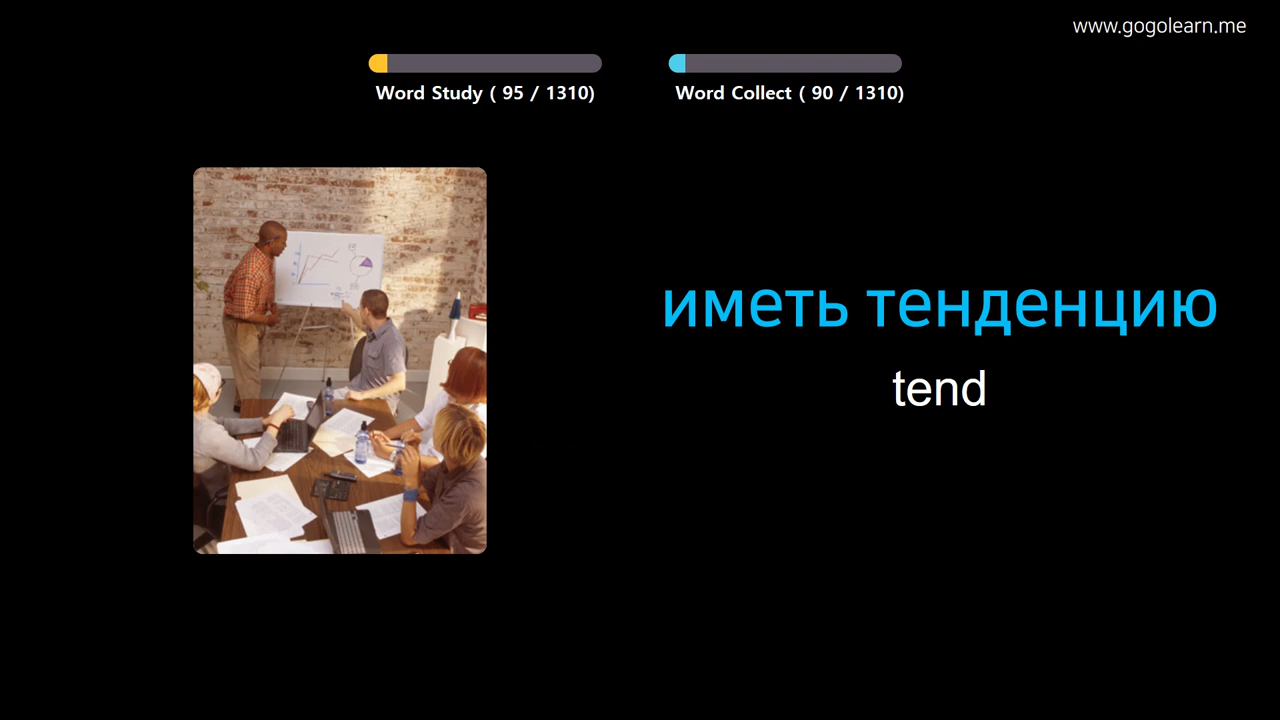 www.gogolearn.me
Word Study ( 95 / 1310)
Word Collect ( 90 / 1310)
иметь тенденцию
tend